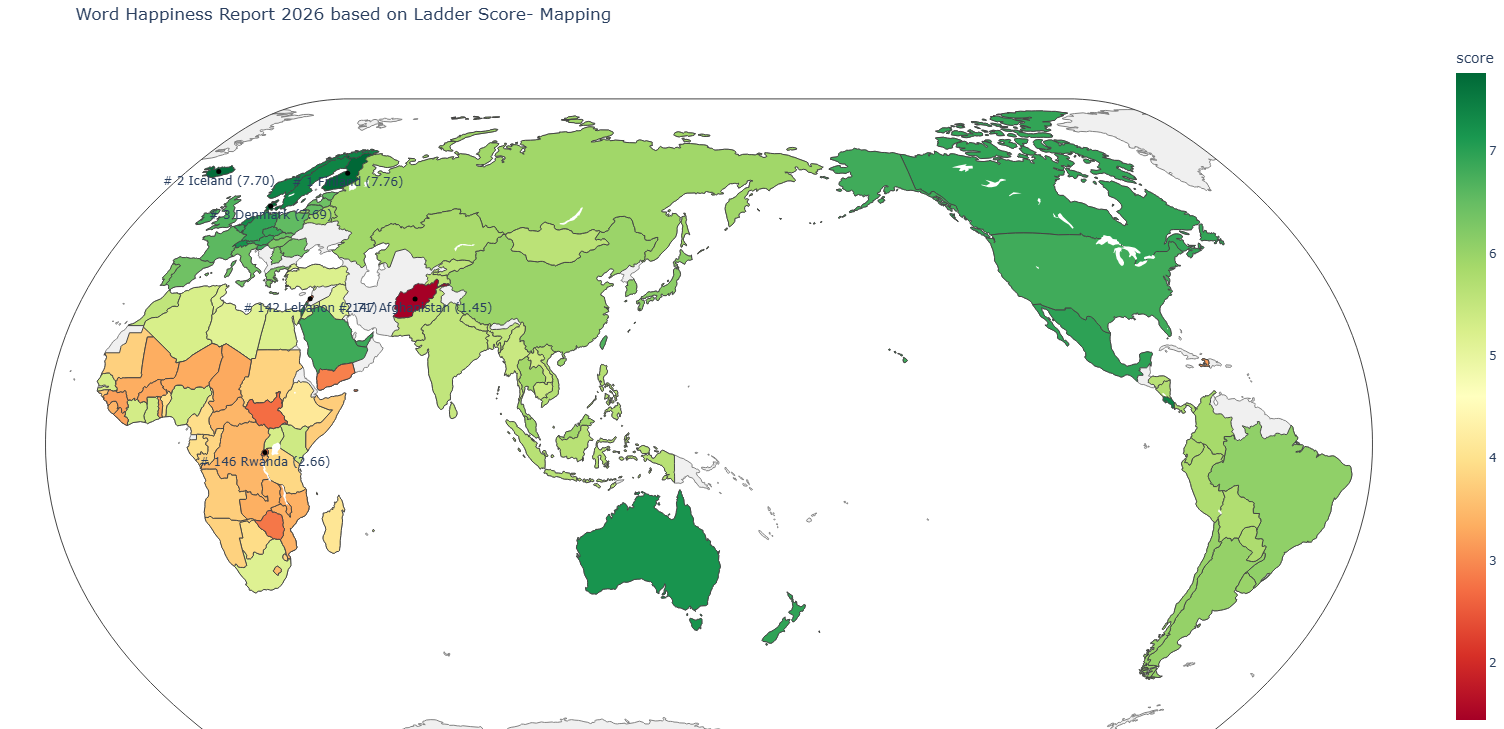 Word Happiness Report 2026 based on Ladder Score- Mapping
score
# 2 Iceland (7.70)
(7.76)
# 3 Denmark (7.69)
# 142 Lebanon
Afghanistan (1.45)
# 146 Rwanda (2.66)
7
6
5
4
3
2